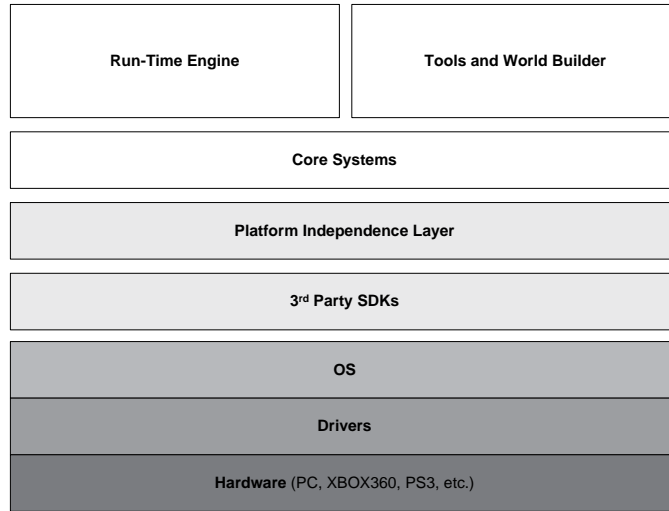 Run-Time Engine
Tools and World Builder
Core Systems
Platform Independence Layer
3rd Party SDKs
OS
Drivers
Hardware (PC, XBOX360, PS3, etc.)